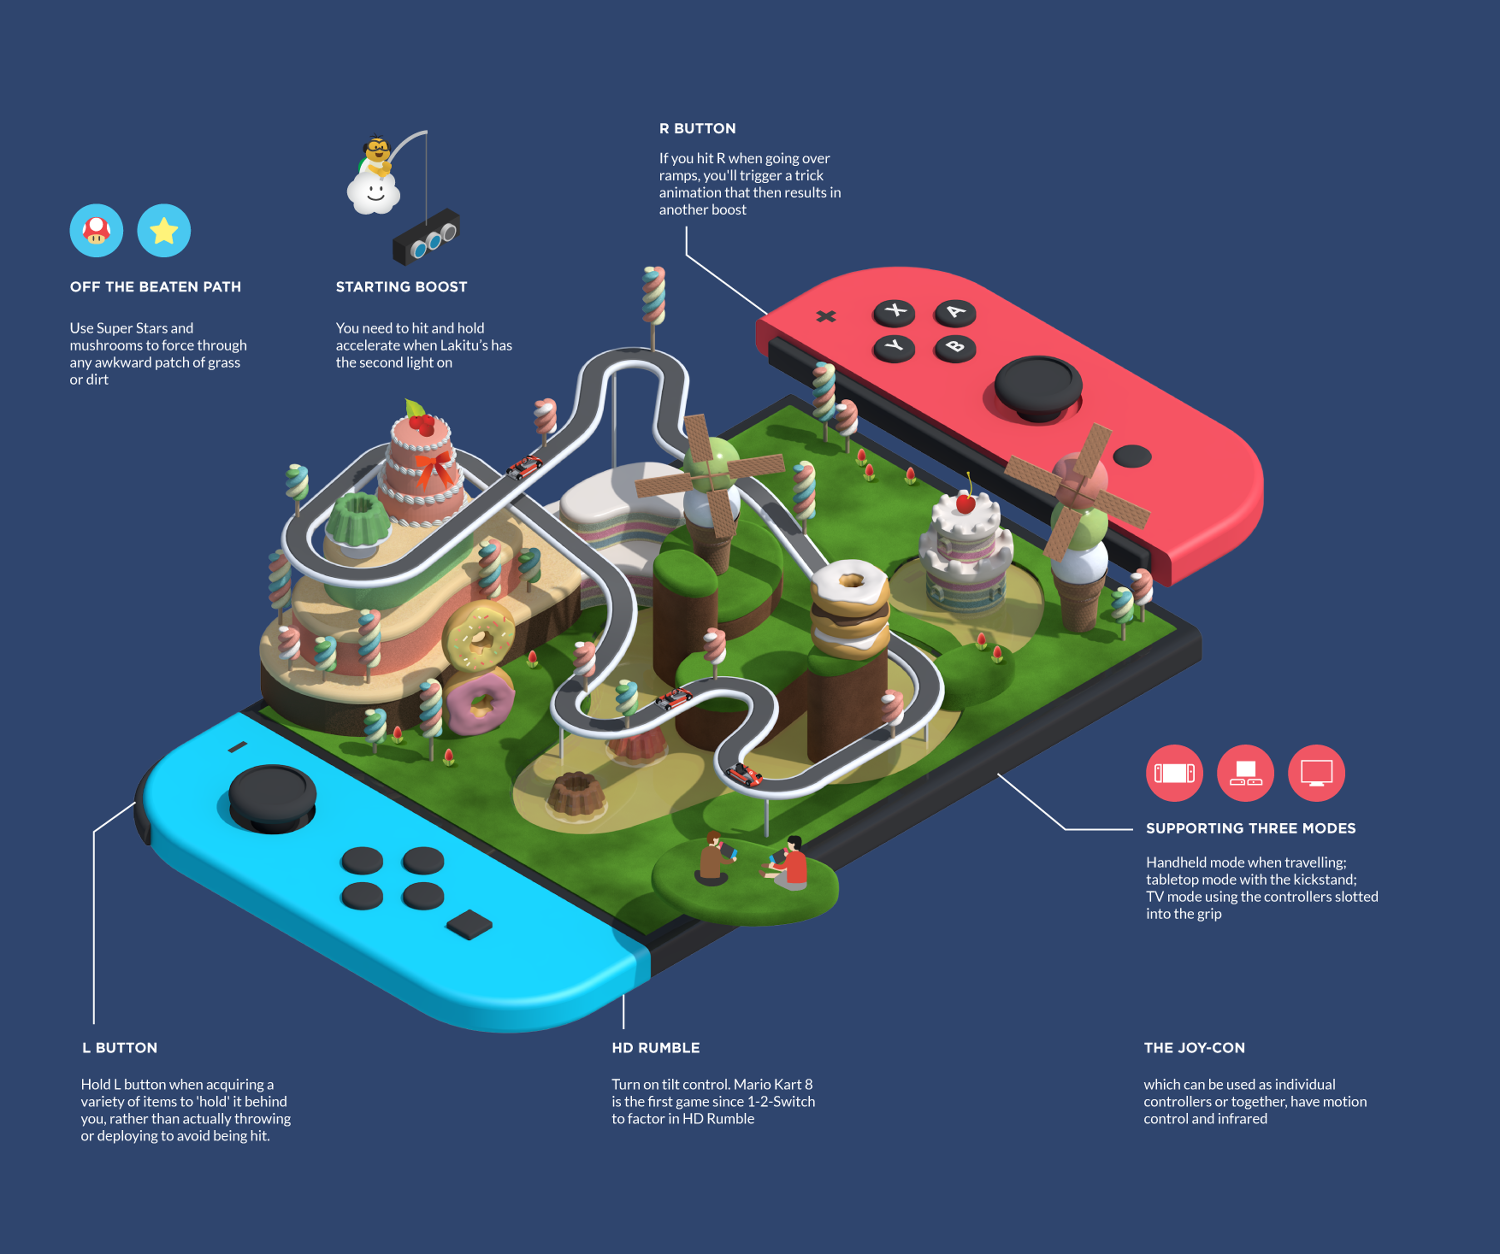 R BUTTON
If you hit R when going over
ramps, you'll trigger a trick
animation that then results in
another boost
OFF THE BEATEN PATH
Use Super Stars and
mushrooms to force through
any awkward patch of grass
or dirt
STARTING BOOST
You need to hit and hold
accelerate when Lakitu's has
the second light on
X
A
Y
B
SUPPORTING THREE MODES
Handheld mode when travelling;
tabletop mode with the kickstand;
TV mode using the controllers slotted
into the grip
L BUTTON
Hold L button when acquiring a
variety of items to 'hold' it behind
you, rather than actually throwing
or deploying to avoid being hit.
HD RUMBLE
Turn on tilt control. Mario Kart 8
is the first game since 1-2-Switch
to factor in HD Rumble
THE JOY-CON
which can be used as individual
controllers or together, have motion
control and infrared